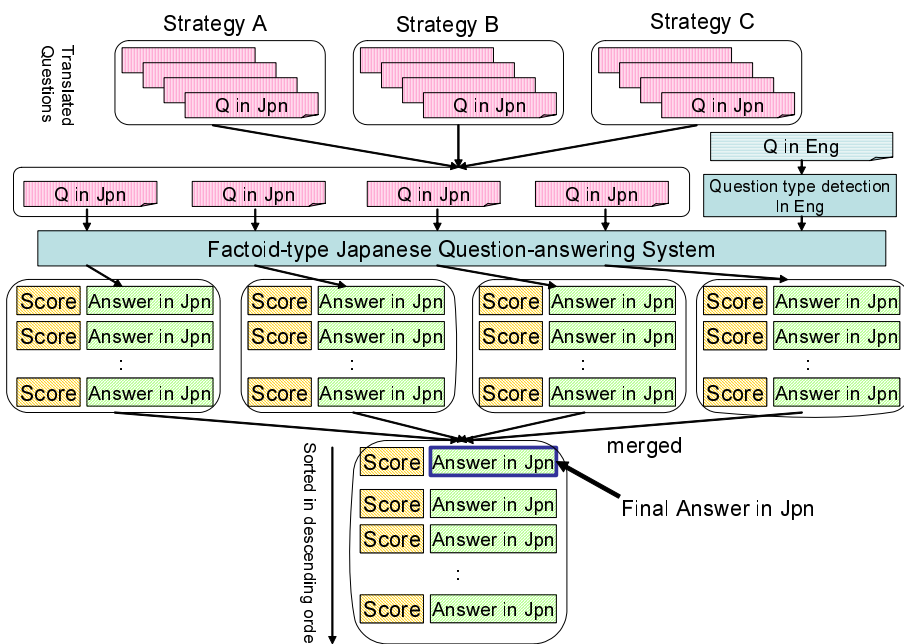 Strategy A
Strategy B
Strategy C
Translated
Questions
Q in Jpn
Q in Jpn
Q in Jpn
Q in Eng
Question type detection
In Eng
Q in Jpn
Q in Jpn
Q in Jpn
Q in Jpn
Factoid-type Japanese Question-answering System
Score Answer in Jpn
Score Answer in Jpn
:
Score Answer in Jpn
Score Answer in Jpn
Score Answer in Jpn
:
Score Answer in Jpn
Score Answer in Jpn
Score Answer in Jpn
:
Score Answer in Jpn
Score Answer in Jpn
Score Answer in Jpn
:
Score Answer in Jpn
merged
Sorted in descending orde
Score Answer in Jpn
Score Answer in Jpn
Score Answer in Jpn
:
Score Answer in Jpn
Final Answer in Jpn